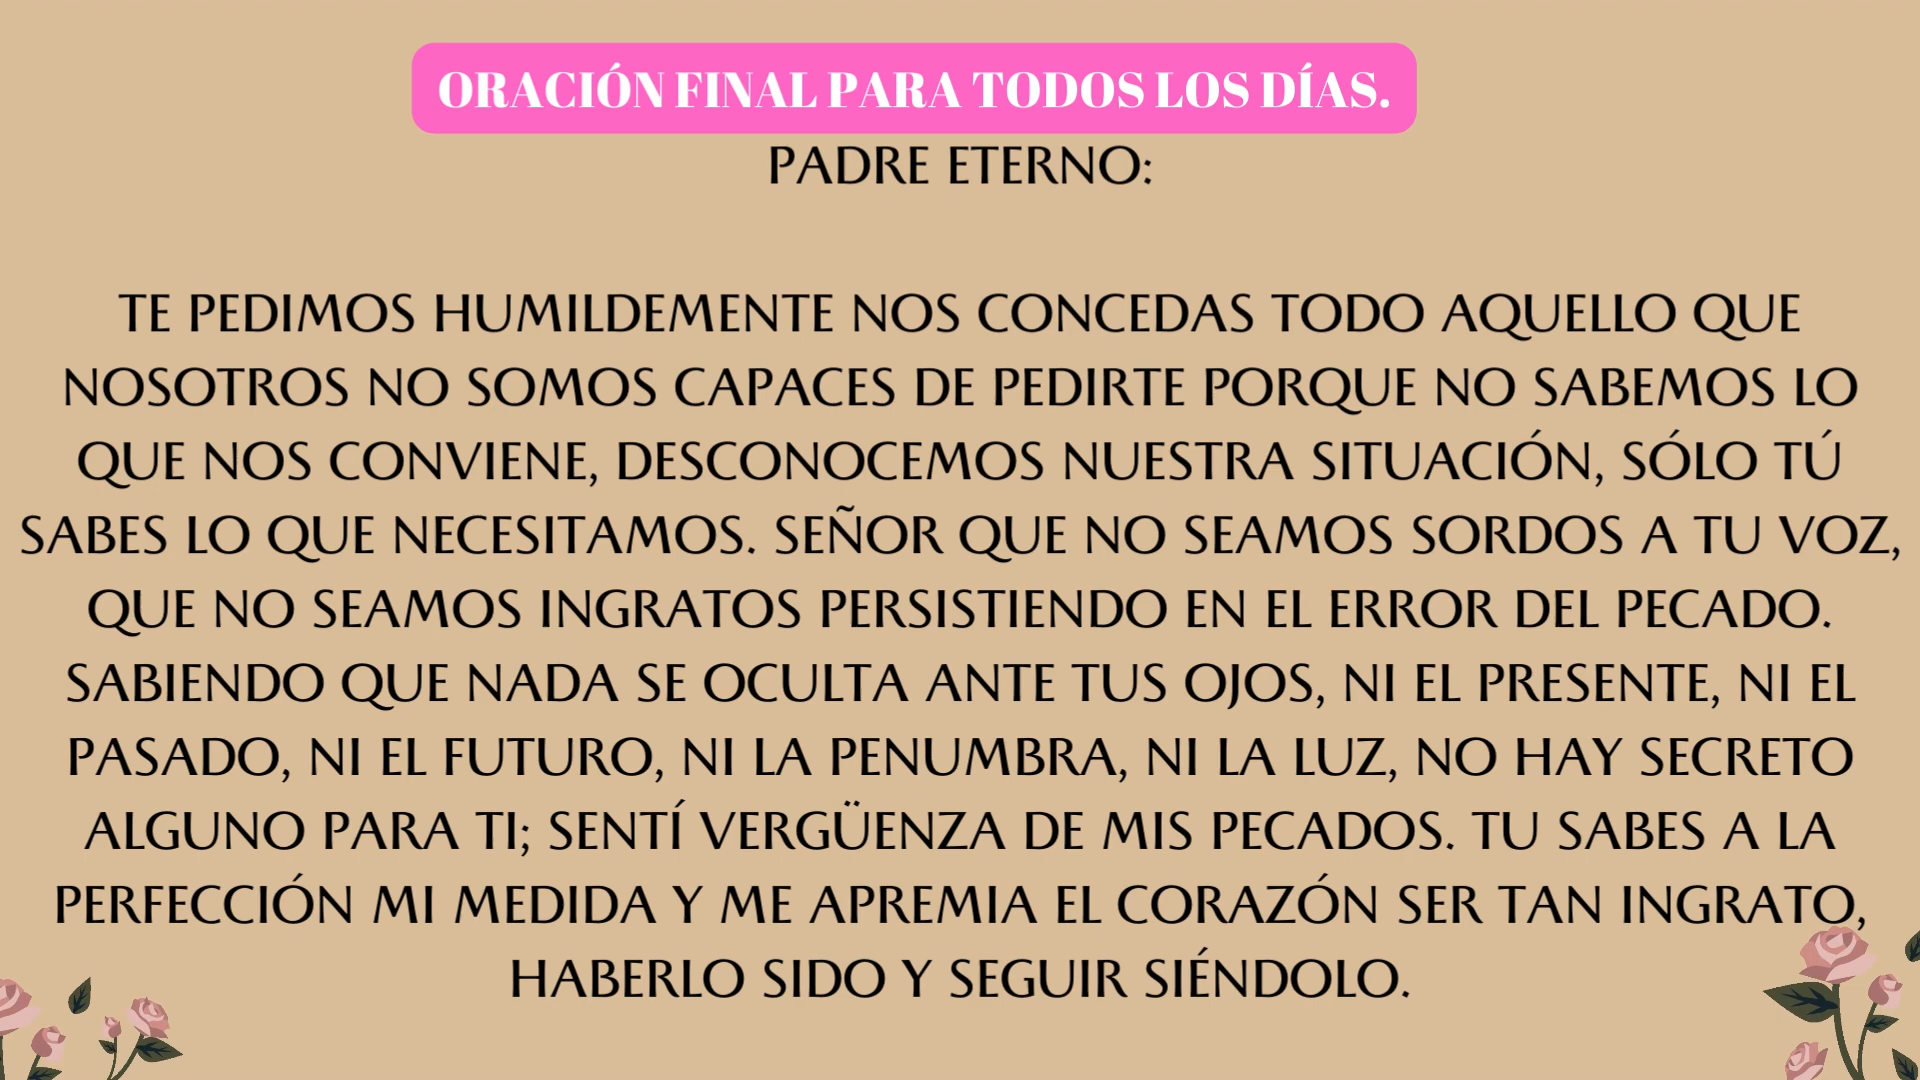 ORACIÓN FINAL PARA TODOS LOS DÍAS.
PADRE ETERNO:
TE PEDIMOS HUMILDEMENTE NOS CONCEDAS TODO AQUELLO QUE
NOSOTROS NO SOMOS CAPACES DE PEDIRTE PORQUE NO SABEMOS LO
QUE NOS CONVIENE, DESCONOCEMOS NUESTRA SITUACIÓN, SÓLO TÚ
SABES LO QUE NECESITAMOS. SEÑOR QUE NO SEAMOS SORDOS A TU VOZ,
QUE NO SEAMOS INGRATOS PERSISTIENDO EN EL ERROR DEL PECADO.
SABIENDO QUE NADA SE OCULTA ANTE TUS OJOS, NI EL PRESENTE, NI EL
PASADO, NI EL FUTURO, NI LA PENUMBRA, NI LA LUZ, NO HAY SECRETO
ALGUNO PARA TI; SENTÍ VERGÜENZA DE MIS PECADOS. TU SABES A LA
PERFECCIÓN MI MEDIDA Y ME APREMIA EL CORAZÓN SER TAN INGRATO,
HABERLO SIDO Y SEGUIR SIÉNDOLO.